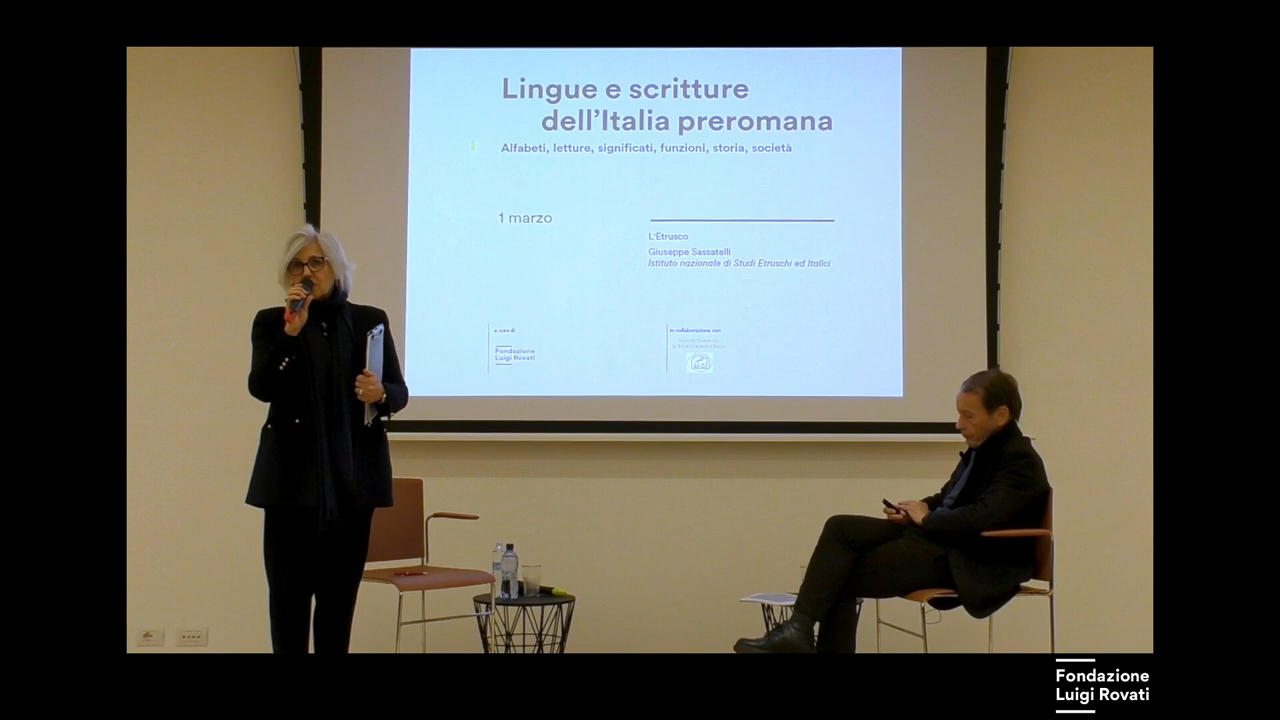 Lingue e scritture
dell'Italia preromana
Alfabeti, letture, significati, funzioni, storia, società
1 marzo
L'Etrusco
Giuseppe Sassatelli
Istituto nazionale di Studi Etruschi ed Italici
a cura di
Fondazione
Luigi Rovati
in collaborazione con
Fondazione
Luigi Rovati